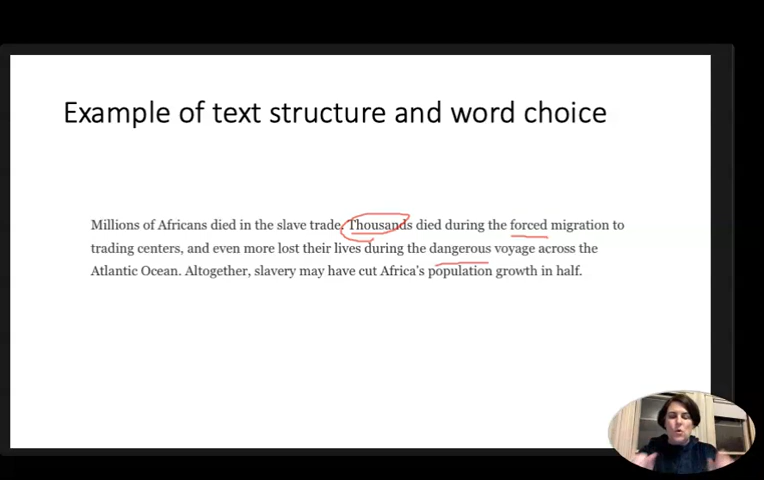 Example of text structure and word choice
Millions of Africans died in the slave trade. Thousands died during the forced migration to
trading centers, and even more lost their lives during the dangerous voyage across the
Atlantic Ocean. Altogether, slavery may have cut Africa's population growth in half.